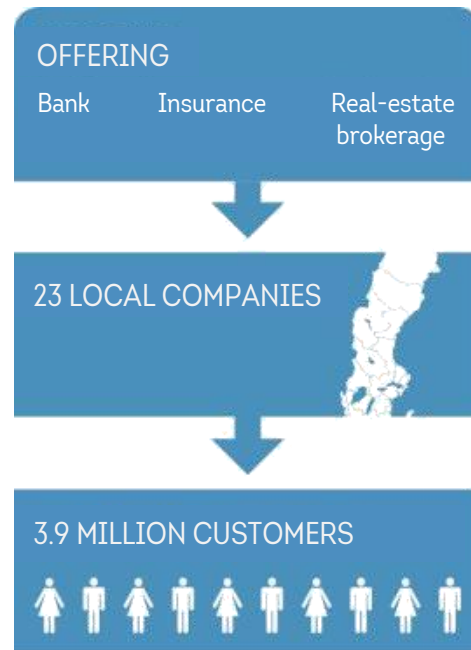 OFFERING
Bank Insurance Real-estate
brokerage
23 LOCAL COMPANIES
3.9 MILLION CUSTOMERS